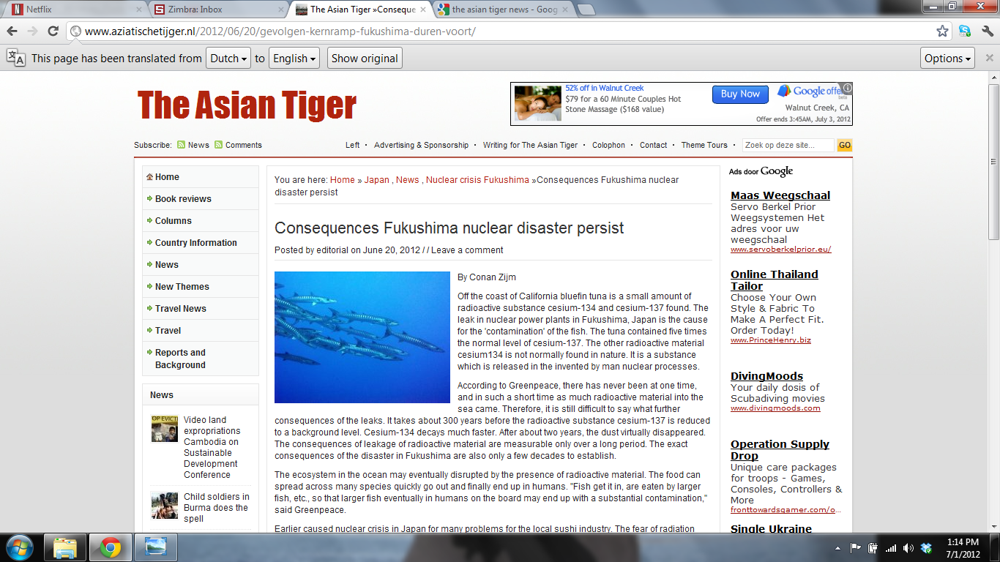 Netflix
Zimbra: Inbox
The Asian Tiger »Conseque
the asian tiger news - Goog
www.aziatischetijger.nl/2012/06/20/gevolgen-kernramp-fukushima-duren-voort/
This page has been translated from Dutch to English Show original Options
The Asian Tiger
52% off in Walnut Creek
$79 for a 60 Minute Couples Hot
Stone Massage ($168 value)
Buy Now
Google offe
beta
Walnut Creek, CA
Offer ends 3:45AM, July 3, 2012
Subscribe: News Comments
Left · Advertising & Sponsorship · Writing for The Asian Tiger · Colophon · Contact · Theme Tours ·
Zoek op deze site...
GO
Home
Book reviews
Columns
Country Information
News
New Themes
Travel News
Travel
Reports and
Background
News
OP EVICTI
Video land
expropriations
Cambodia on
Sustainable
Development
Conference
Child soldiers in
Burma does the
spell
You are here: Home » Japan , News , Nuclear crisis Fukushima »Consequences Fukushima nuclear
disaster persist
Consequences Fukushima nuclear disaster persist
Posted by editorial on June 20, 2012 / / Leave a comment
By Conan Zijm
Off the coast of California bluefin tuna is a small amount of
radioactive substance cesium-134 and cesium-137 found. The
leak in nuclear power plants in Fukushima, Japan is the cause
for the 'contamination' of the fish. The tuna contained five times
the normal level of cesium-137. The other radioactive material
cesium134 is not normally found in nature. It is a substance
which is released in the invented by man nuclear processes.
According to Greenpeace, there has never been at one time,
and in such a short time as much radioactive material into the
sea came. Therefore, it is still difficult to say what further
consequences of the leaks. It takes about 300 years before the radioactive substance cesium-137 is reduced
to a background level. Cesium-134 decays much faster. After about two years, the dust virtually disappeared.
The consequences of leakage of radioactive material are measurable only over a long period. The exact
consequences of the disaster in Fukushima are also only a few decades to establish.
The ecosystem in the ocean may eventually disrupted by the presence of radioactive material. The food can
spread across many species quickly go out and finally end up in humans. "Fish get it in, are eaten by larger
fish, etc., so that larger fish eventually in humans on the board may end up with a substantial contamination,"
said Greenpeace.
Earlier caused nuclear crisis in Japan for many problems for the local sushi industry. The fear of radiation
Ads door Google
Maas Weegschaal
Servo Berkel Prior
Weegsystemen Het
adres voor uw
weegschaal
www.servoberkelprior.eu/
Online Thailand
Tailor
Choose Your Own
Style & Fabric To
Make A Perfect Fit.
Order Today!
www.PrinceHenry.biz
DivingMoods
Your daily dosis of
Scubadiving movies
www.divingmoods.com
Operation Supply
Drop
Unique care packages
for troops - Games,
Consoles, Controllers &
More
fronttowardsgamer.com/o...
Single Ukraine
1:14 PM
7/1/2012